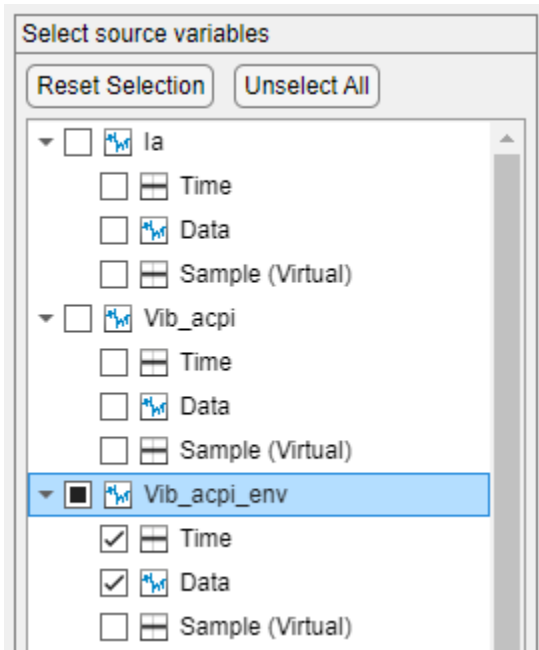 Select source variables
Reset Selection Unselect All
Ia
Time
Data
Sample (Virtual)
Vib_acpi
Time
Data
Sample (Virtual)
Vib_acpi_env
Time
Data
Sample (Virtual)